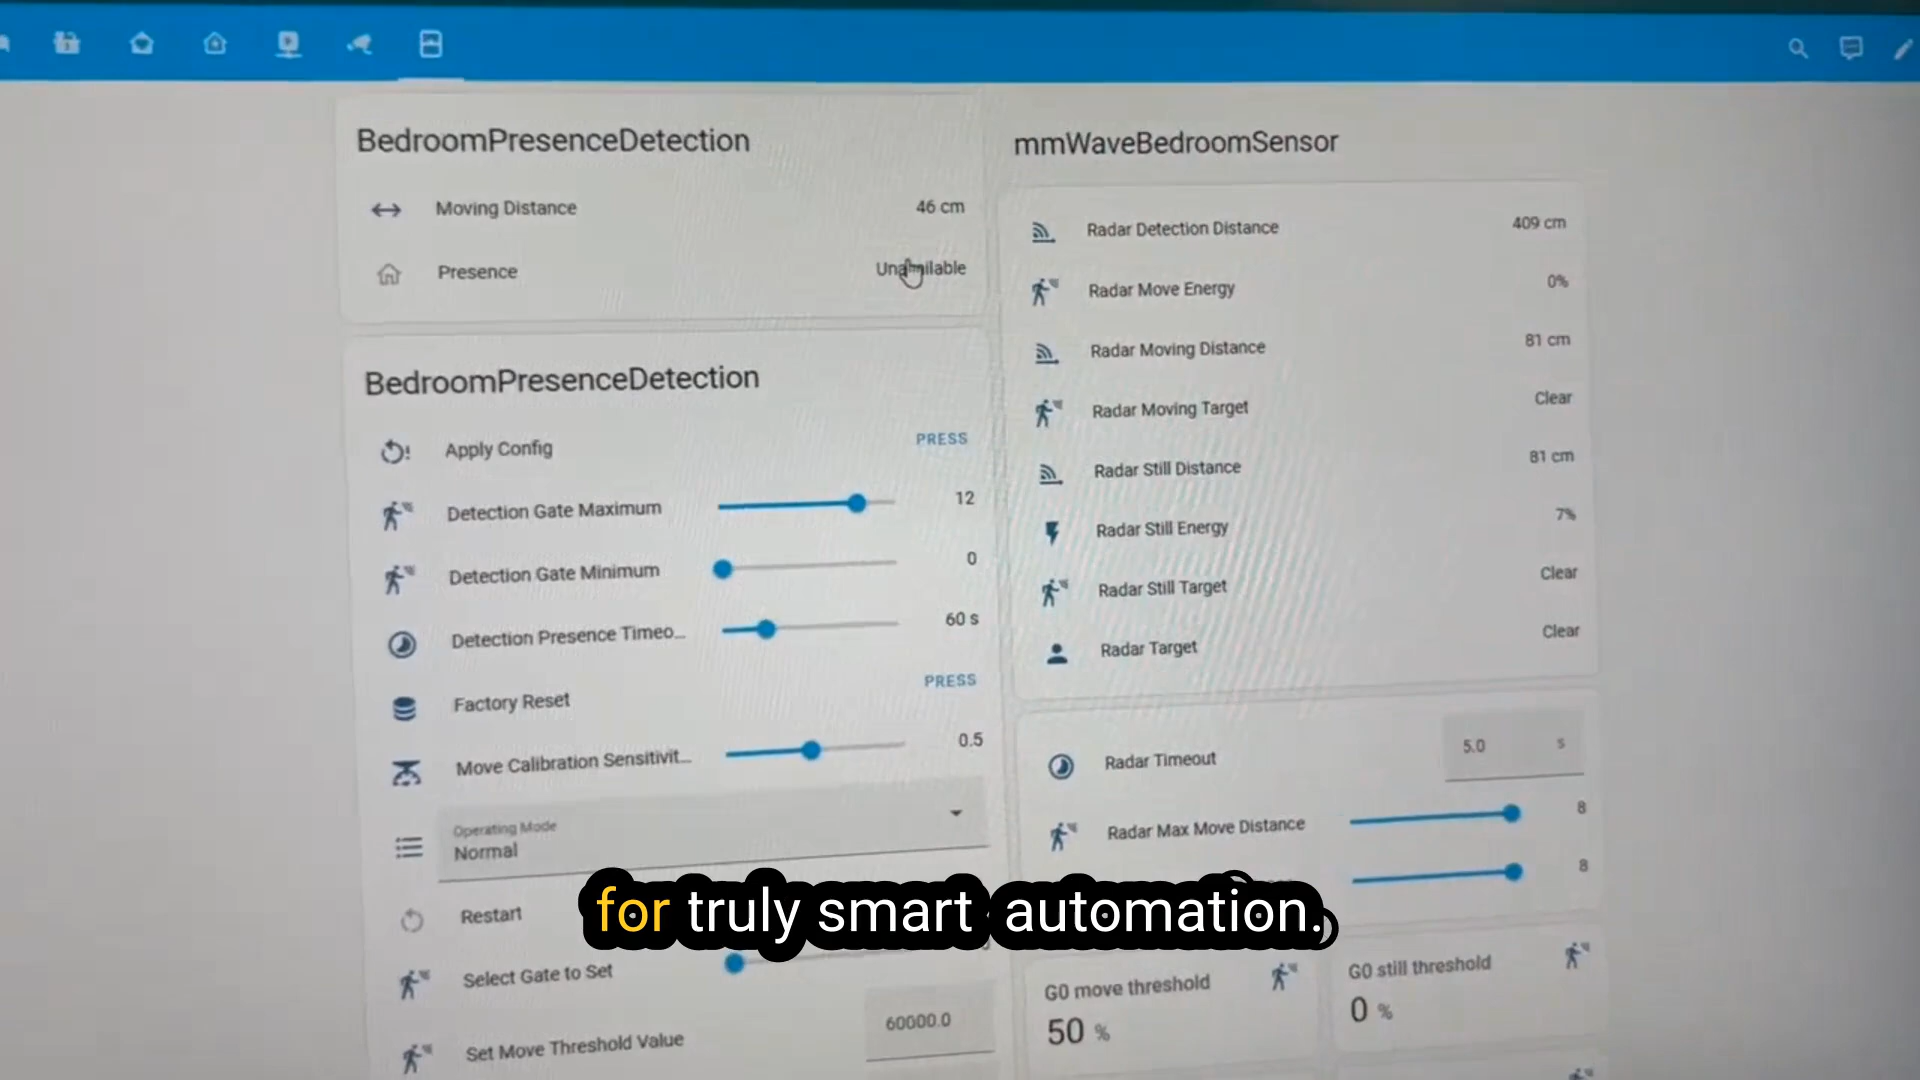 BedroomPresenceDetection
Moving Distance 46 cm
Presence
BedroomPresenceDetection
Apply Config PRESS
Detection Gate Maximum 12
Detection Gate Minimum 0
Detection Presence Timeo... 60 s
Factory Reset PRESS
Move Calibration Sensitivit... 0.5
Operating Mode
Normal
Restart
Select Gate to Set
Set Move Threshold Value 60000.0
mmWaveBedroomSensor
Radar Detection Distance 409 cm
Radar Move Energy 0%
Radar Moving Distance 81 cm
Radar Moving Target Clear
Radar Still Distance 81 cm
Radar Still Energy 7%
Radar Still Target Clear
Radar Target Clear
Radar Timeout 5.0 s
Radar Max Move Distance 8
8
G0 move threshold
50 %
G0 still threshold
0 %
for truly smart automation.